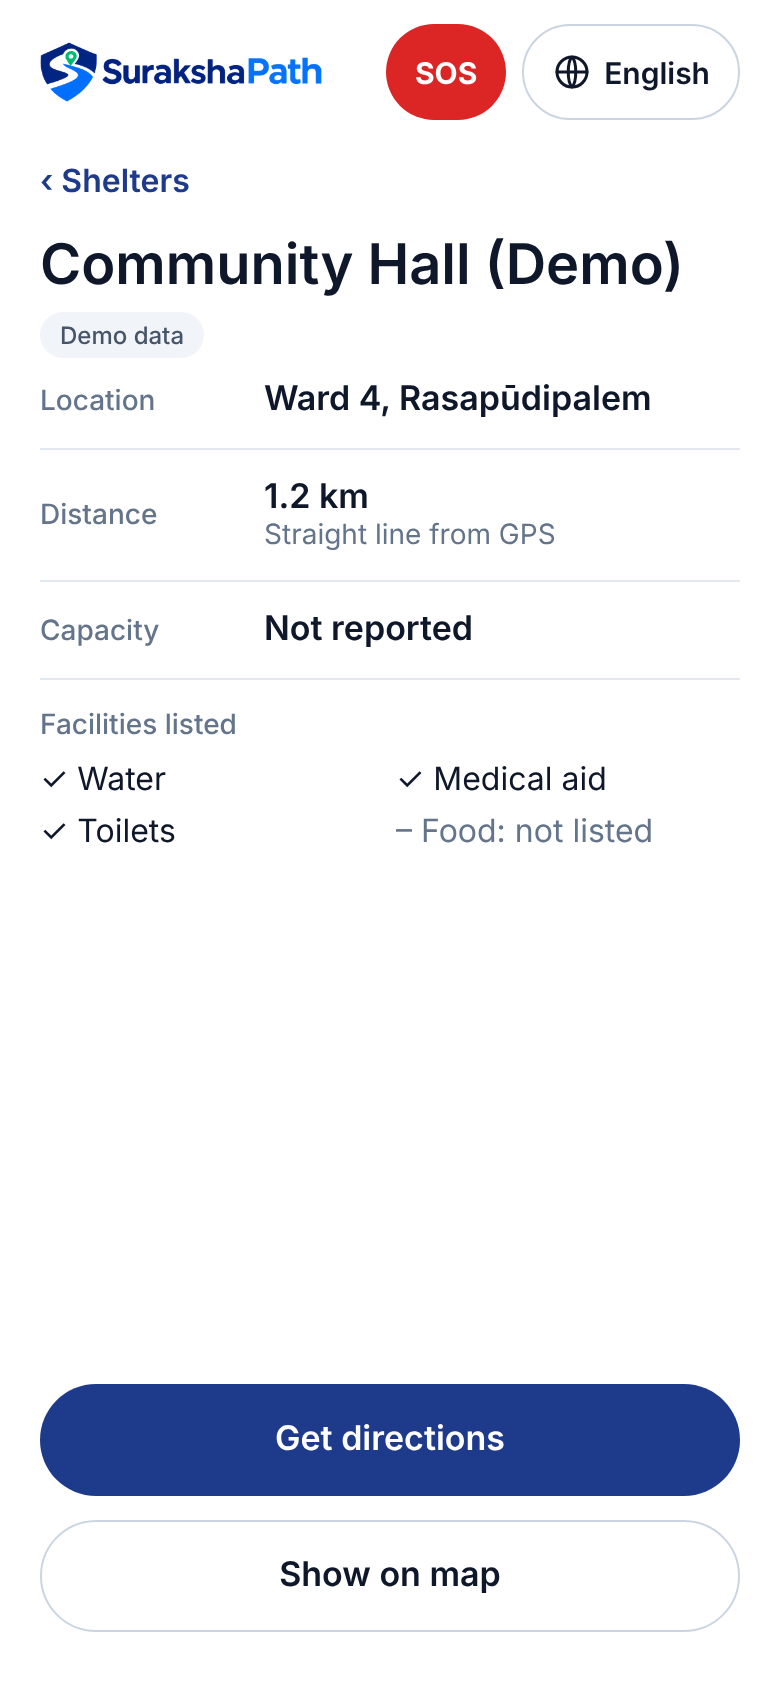 SurakshaPath
SOS
English
‹ Shelters
Community Hall (Demo)
Demo data
Location
Ward 4, Rasapūdipalem
Distance
1.2 km
Straight line from GPS
Capacity
Not reported
Facilities listed
✓ Water
✓ Medical aid
✓ Toilets
– Food: not listed
Get directions
Show on map